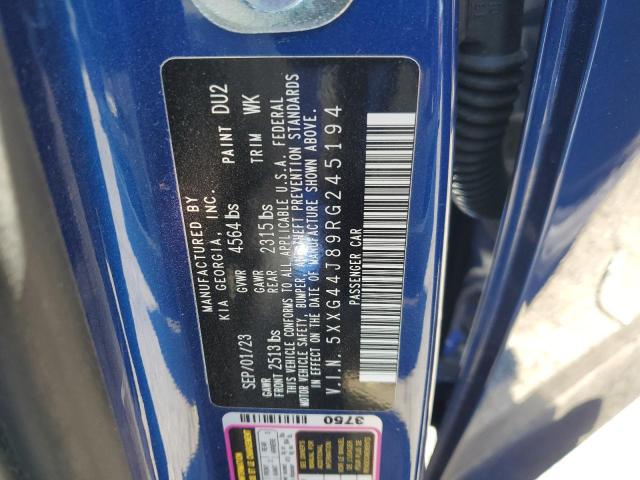 MANUFACTURED BY
KIA GEORGIA, INC.
SEP/01/23 GVWR 4564 lbs PAINT DU2
GAWR FRONT 2513 lbs GAWR REAR 2315 lbs TRIM WK
THIS VEHICLE CONFORMS TO ALL APPLICABLE U.S.A. FEDERAL
MOTOR VEHICLE SAFETY, BUMPER, AND THEFT PREVENTION STANDARDS
IN EFFECT ON THE DATE OF MANUFACTURE SHOWN ABOVE.
V.I.N. 5XXG44J89RG245194
PASSENGER CAR
3750